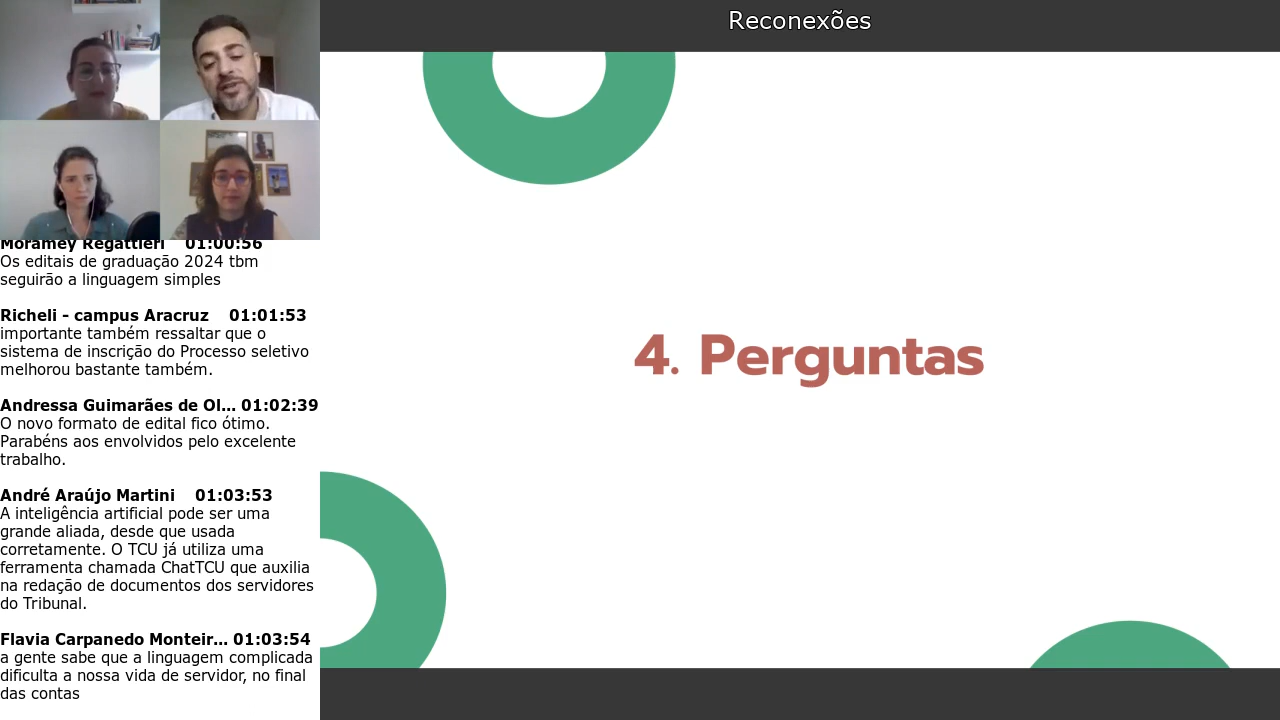 Reconexões
Moramey Regattieri 01:00:56
Os editais de graduação 2024 tbm
seguirão a linguagem simples
Richeli - campus Aracruz 01:01:53
importante também ressaltar que o
sistema de inscrição do Processo seletivo
melhorou bastante também.
Andressa Guimarães de Ol... 01:02:39
O novo formato de edital fico ótimo.
Parabéns aos envolvidos pelo excelente
trabalho.
André Araújo Martini 01:03:53
A inteligência artificial pode ser uma
grande aliada, desde que usada
corretamente. O TCU já utiliza uma
ferramenta chamada ChatTCU que auxilia
na redação de documentos dos servidores
do Tribunal.
Flavia Carpanedo Monteir... 01:03:54
a gente sabe que a linguagem complicada
dificulta a nossa vida de servidor, no final
das contas
4. Perguntas